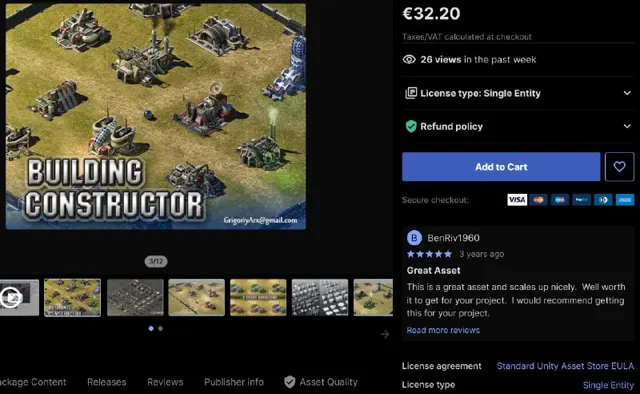 BUILDING
CONSTRUCTOR
GrigoriyArx@gmail.com
3/12
€32.20
Taxes/VAT calculated at checkout
26 views in the past week
License type: Single Entity
Refund policy
Add to Cart
Secure checkout:
VISA
B BenRiv1960
3 years ago
Great Asset
This is a great asset and scales up nicely. Well worth
it to get for your project. I would recommend getting
this for your project.
Read more reviews
License agreement Standard Unity Asset Store EULA
License type Single Entity
ackage Content Releases Reviews Publisher info Asset Quality